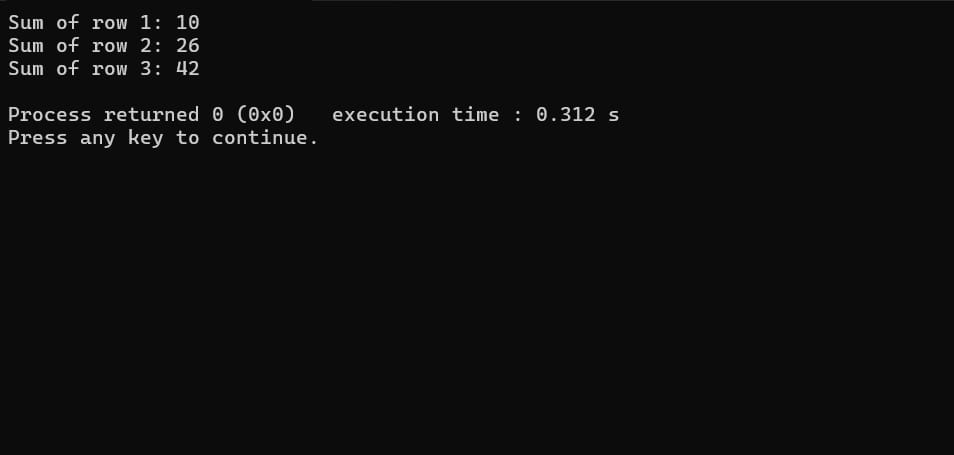 Sum of row 1: 10
Sum of row 2: 26
Sum of row 3: 42
Process returned 0 (0x0)   execution time : 0.312 s
Press any key to continue.